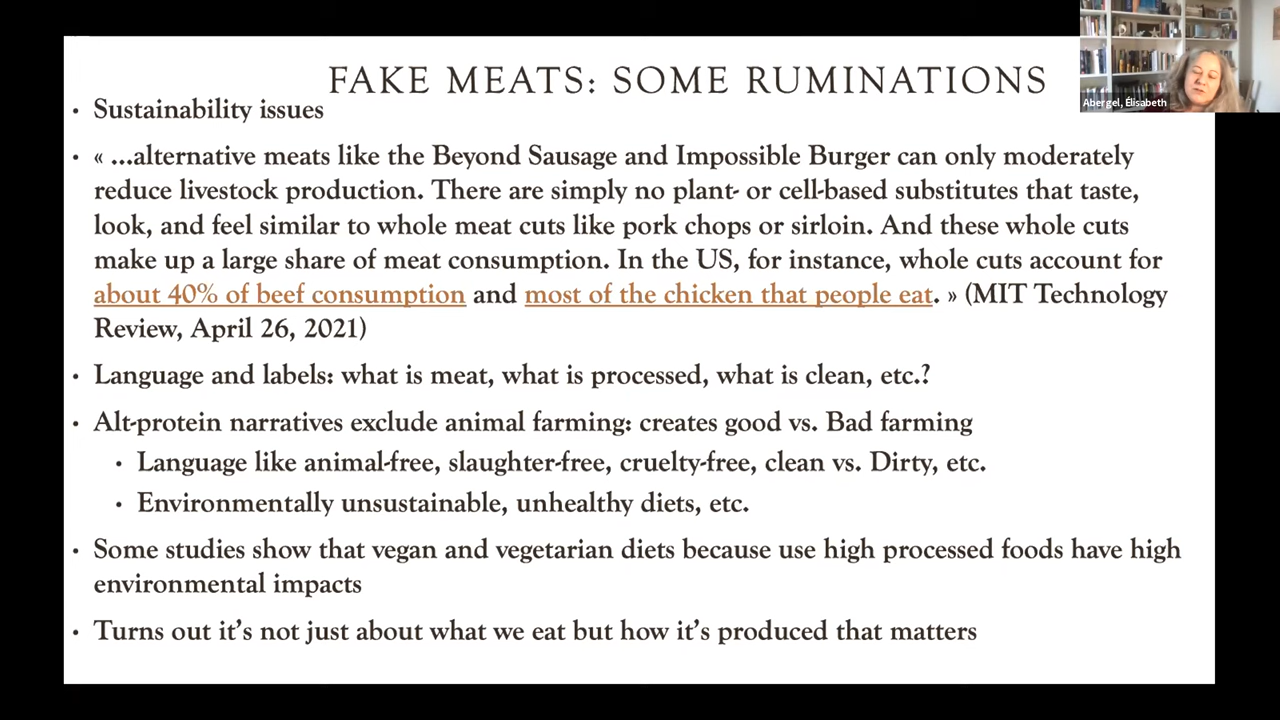 FAKE MEATS: SOME RUMINATIONS
Abergel, Élisabeth
• Sustainability issues
• « …alternative meats like the Beyond Sausage and Impossible Burger can only moderately
reduce livestock production. There are simply no plant- or cell-based substitutes that taste,
look, and feel similar to whole meat cuts like pork chops or sirloin. And these whole cuts
make up a large share of meat consumption. In the US, for instance, whole cuts account for
about 40% of beef consumption and most of the chicken that people eat. » (MIT Technology
Review, April 26, 2021)
• Language and labels: what is meat, what is processed, what is clean, etc.?
• Alt-protein narratives exclude animal farming: creates good vs. Bad farming
• Language like animal-free, slaughter-free, cruelty-free, clean vs. Dirty, etc.
• Environmentally unsustainable, unhealthy diets, etc.
• Some studies show that vegan and vegetarian diets because use high processed foods have high
environmental impacts
• Turns out it’s not just about what we eat but how it’s produced that matters